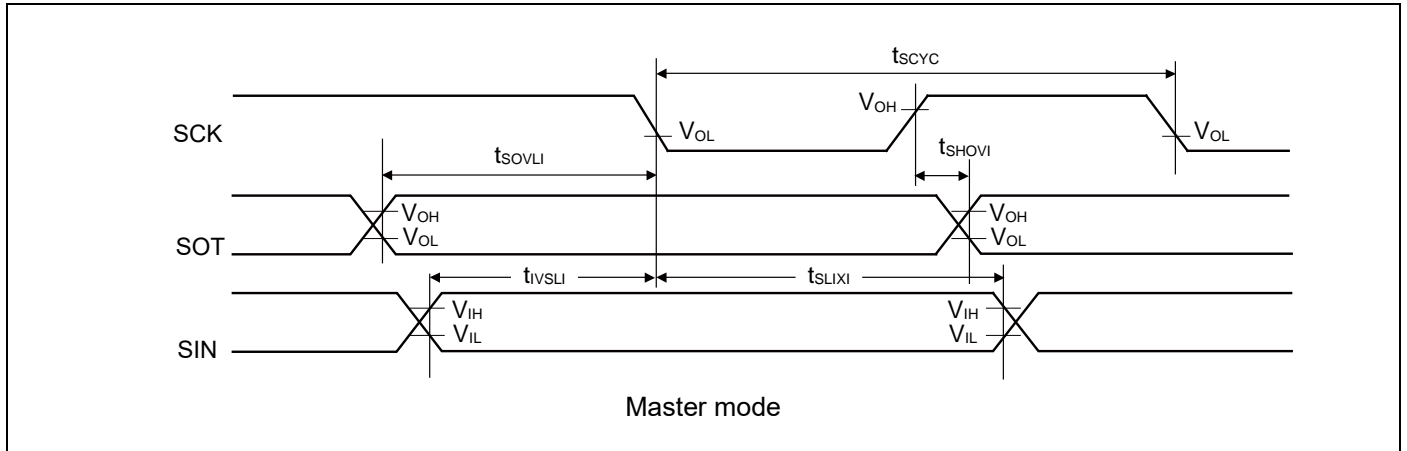 tSCYC
VOH
SCK
VOL
VOL
tSOVLI
tSHOVI
VOH
VOH
SOT
VOL
VOL
tIVSLI
tSLIXI
VIH
VIH
VIL
VIL
SIN
Master mode